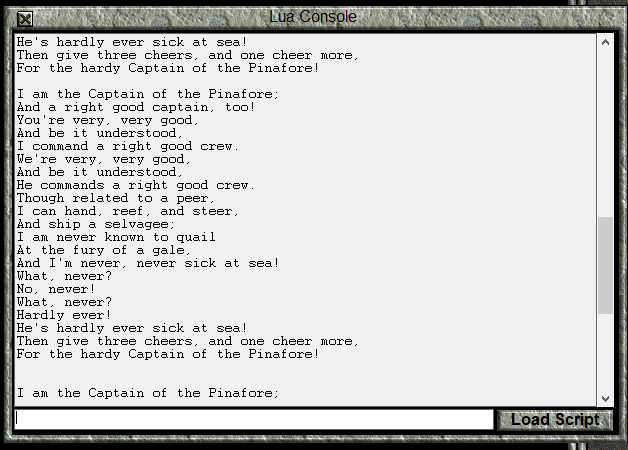 Lua Console
He's hardly ever sick at sea!
Then give three cheers, and one cheer more,
For the hardy Captain of the Pinafore!
I am the Captain of the Pinafore;
And a right good captain, too!
You're very, very good,
And be it understood,
I command a right good crew.
We're very, very good,
And be it understood,
He commands a right good crew.
Though related to a peer,
I can hand, reef, and steer,
And ship a selvagee;
I am never known to quail
At the fury of a gale,
And I'm never, never sick at sea!
What, never?
No, never!
What, never?
Hardly ever!
He's hardly ever sick at sea!
Then give three cheers, and one cheer more,
For the hardy Captain of the Pinafore!
I am the Captain of the Pinafore;
Load Script